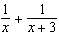 1/x + 1/(x + 3)